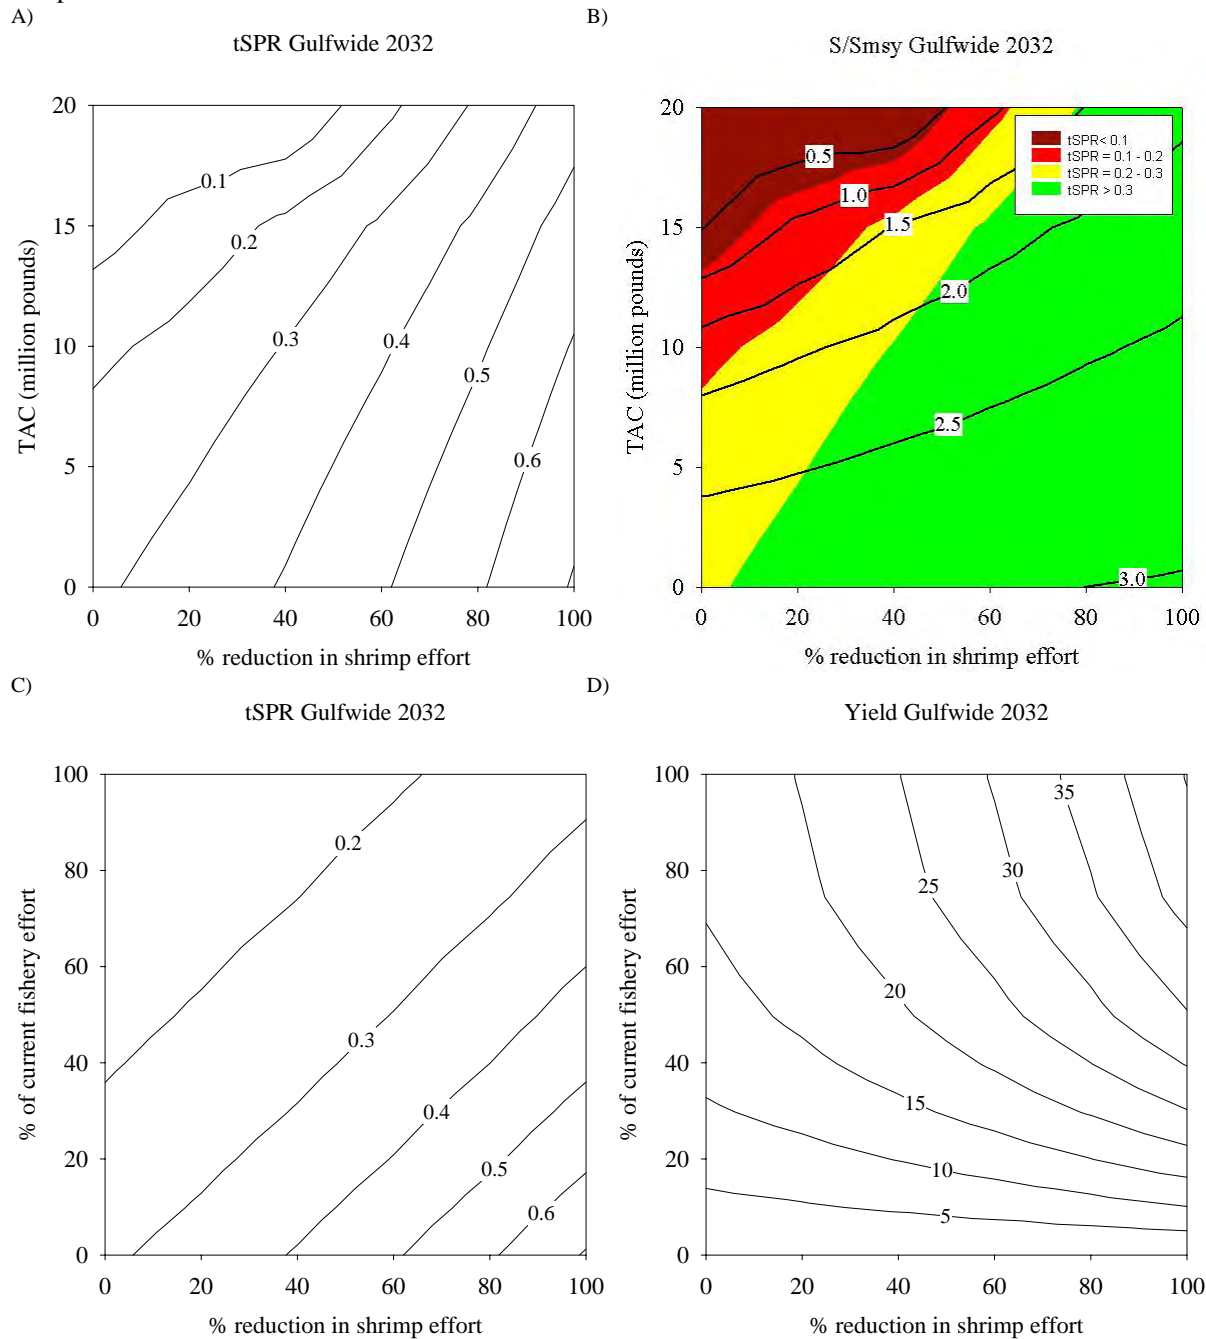 A)
tSPR Gulfwide 2032
20
15
10
5
0
TAC (million pounds)
0.1
0.2
0.3
0.4
0.5
0.6
0 20 40 60 80 100
% reduction in shrimp effort
B)
S/Smsy Gulfwide 2032
20
15
10
5
0
TAC (million pounds)
tSPR< 0.1
tSPR = 0.1 - 0.2
tSPR = 0.2 - 0.3
tSPR > 0.3
0.5
1.0
1.5
2.0
2.5
3.0
0 20 40 60 80 100
% reduction in shrimp effort
C)
tSPR Gulfwide 2032
100
80
60
40
20
0
% of current fishery effort
0.2
0.3
0.4
0.5
0.6
0 20 40 60 80 100
% reduction in shrimp effort
D)
Yield Gulfwide 2032
100
80
60
40
20
0
% of current fishery effort
35
30
25
20
15
10
5
0 20 40 60 80 100
% reduction in shrimp effort